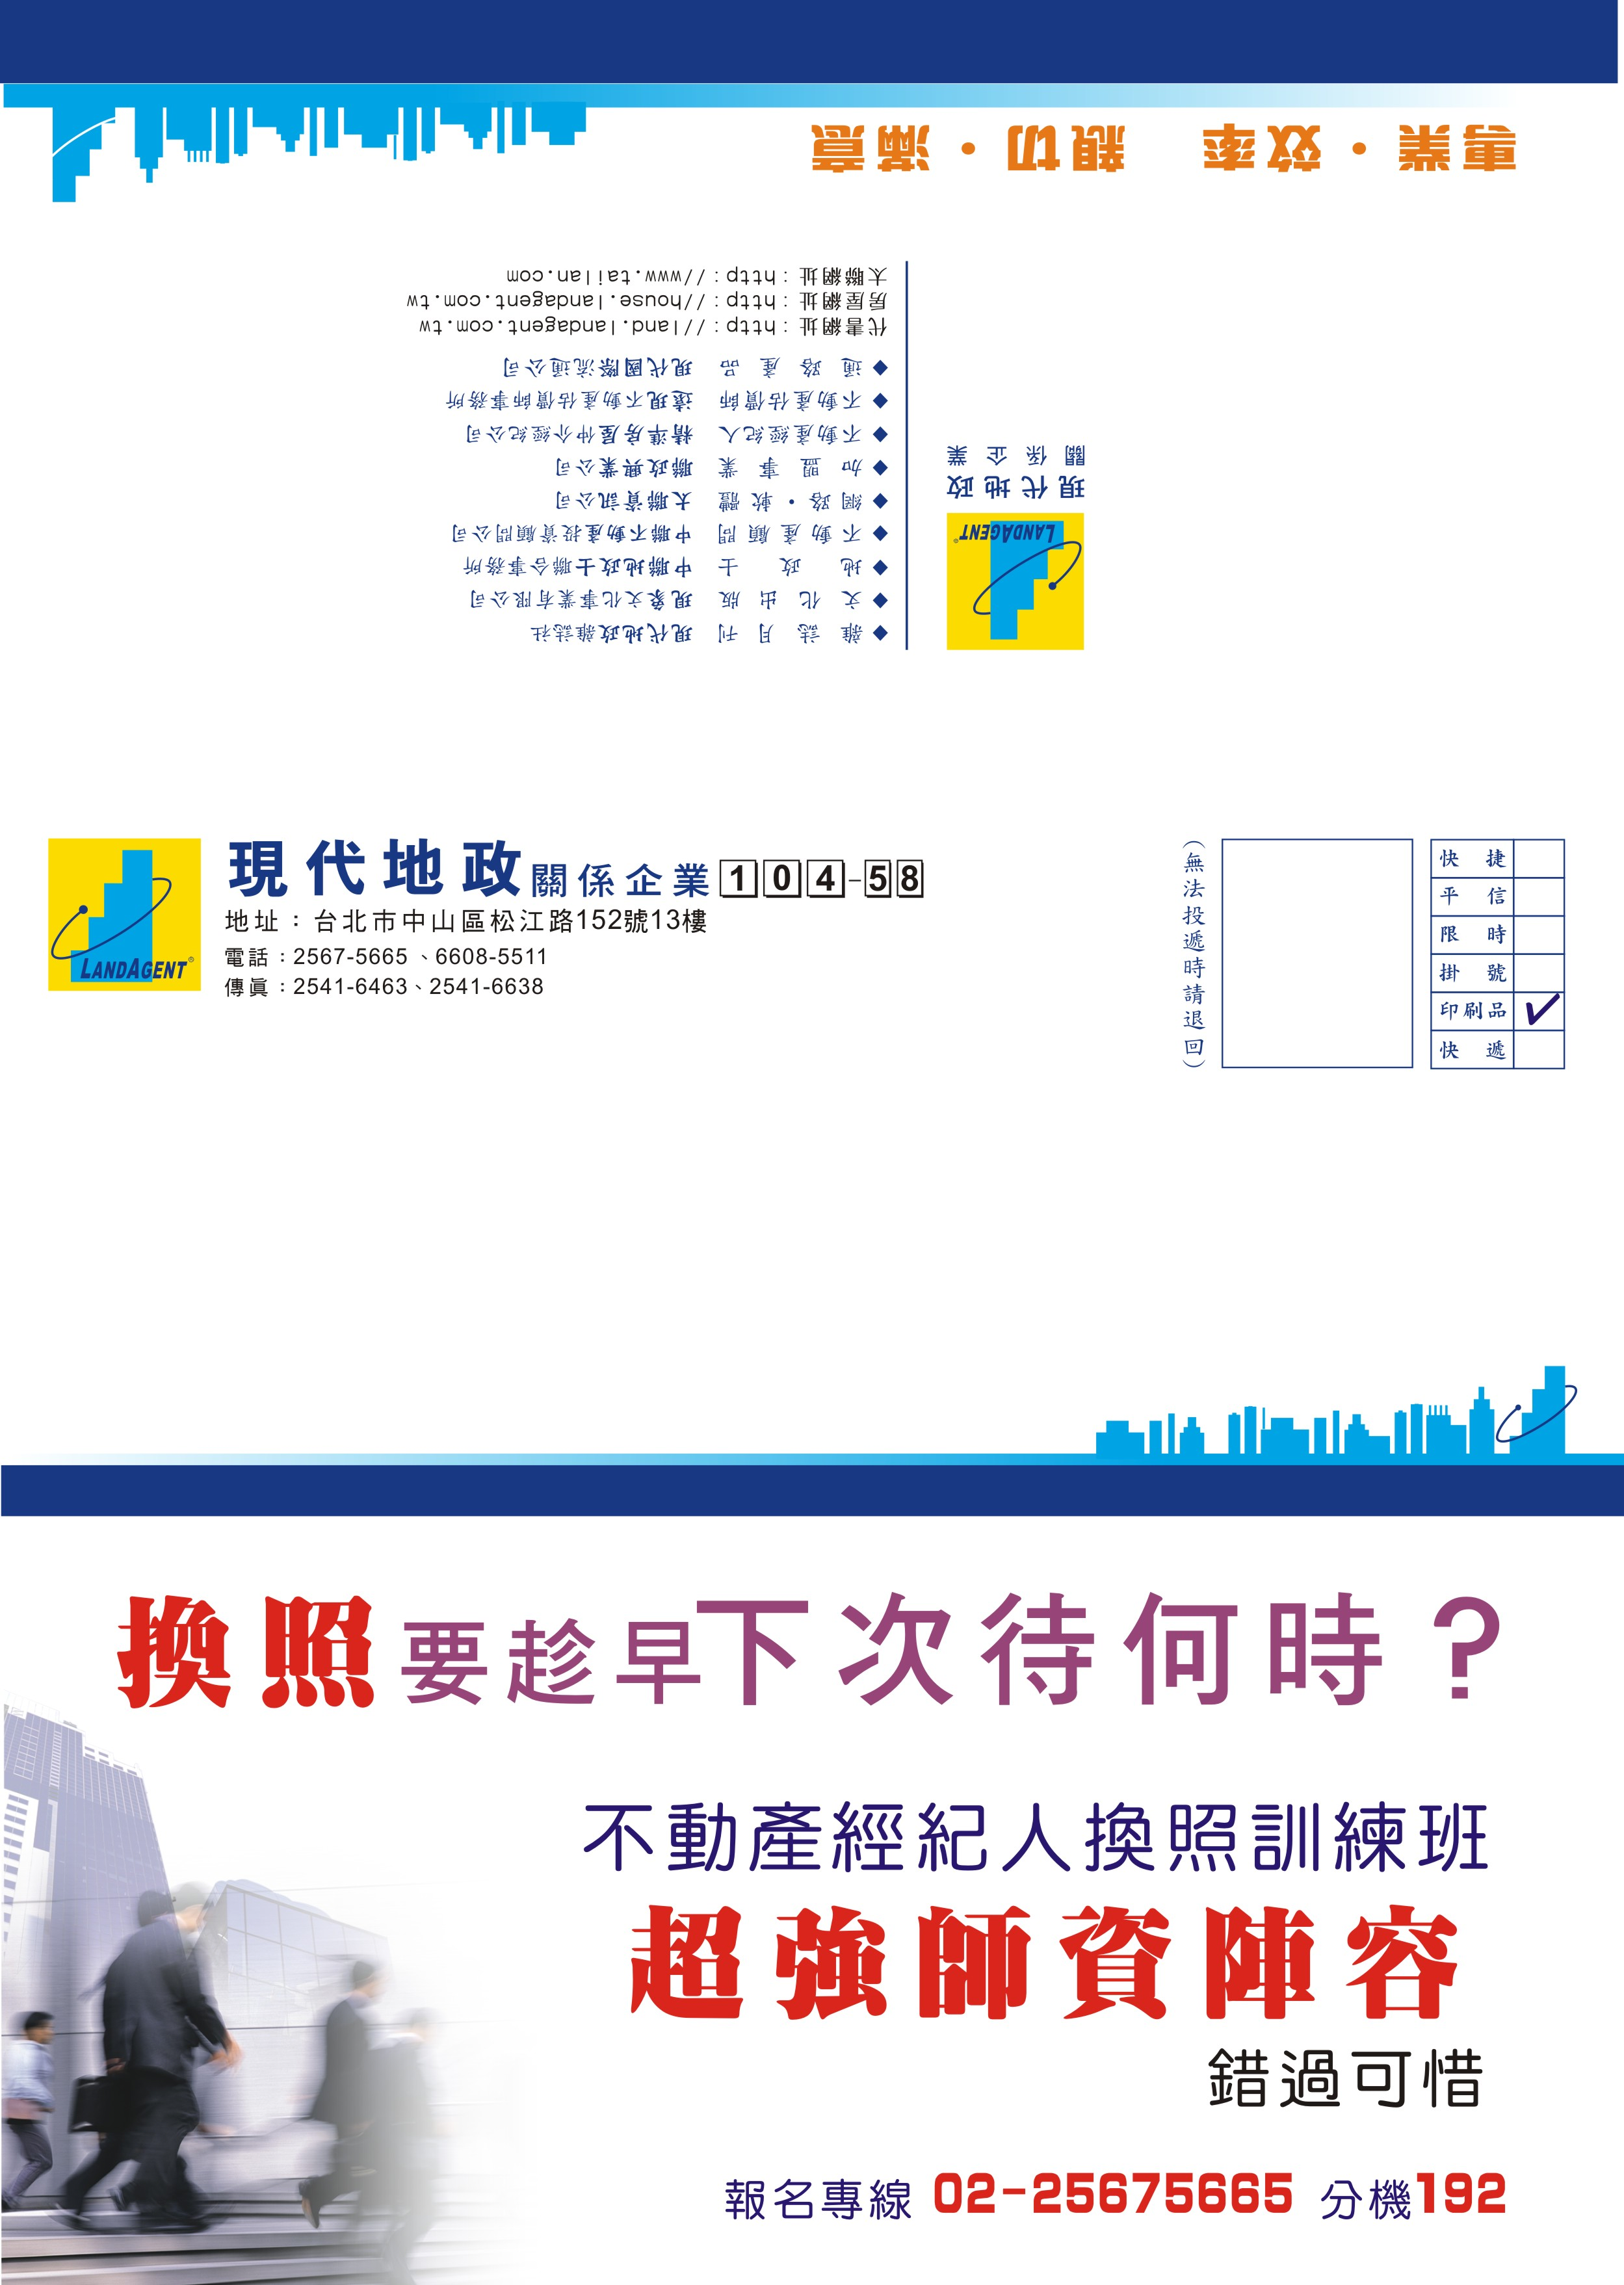 專業・效率　親切・滿意
LANDAGENT®
現代地政
關係企業
◆ 雜誌月刊 現代地政雜誌社
◆ 文化出版 現象文化事業有限公司
◆ 地政士 中聯地政士聯合事務所
◆ 不動產顧問 中聯不動產投資顧問公司
◆ 網路・軟體 太聯資訊公司
◆ 加盟事業 聯政興業公司
◆ 不動產經紀人 精準房屋仲介經紀公司
◆ 不動產估價師 遠現不動產估價師事務所
◆ 通路產品 現代國際流通公司
代書網址：http://land.landagent.com.tw
房屋網址：http://house.landagent.com.tw
太聯網址：http://www.tailan.com
LANDAGENT®
現代地政關係企業 104-58
地址：台北市中山區松江路152號13樓
電話：2567-5665、6608-5511
傳真：2541-6463、2541-6638
（無法投遞時請退回）
快捷
平信
限時
掛號
印刷品 ✓
快遞
換照要趁早下次待何時？
不動產經紀人換照訓練班
超強師資陣容
錯過可惜
報名專線 02-25675665 分機192